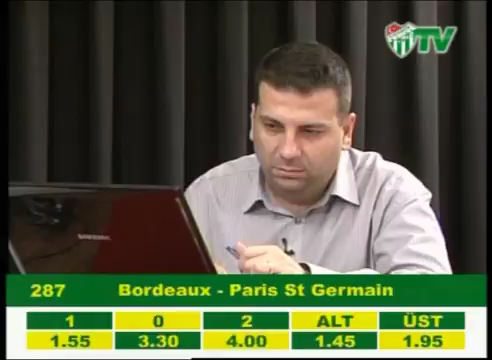 TV
SAMSUNG
287 Bordeaux - Paris St Germain
1 0 2 ALT ÜST
1.55 3.30 4.00 1.45 1.95